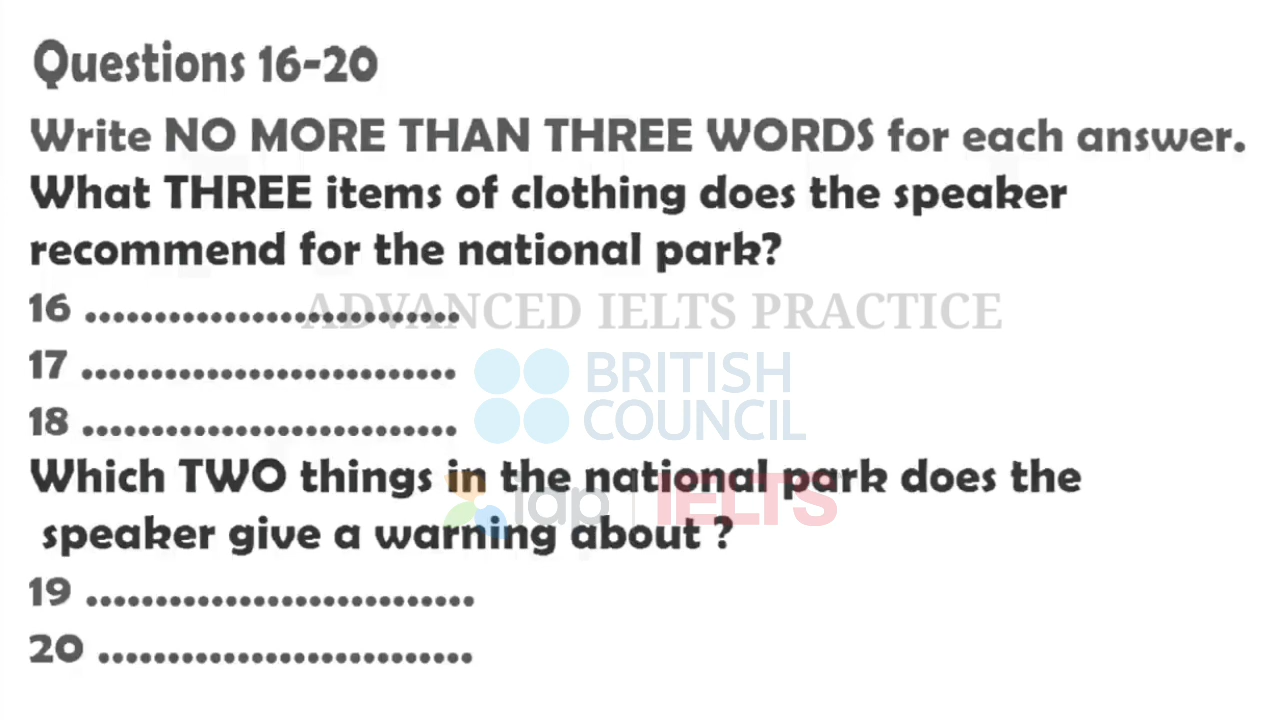 Questions 16-20
Write NO MORE THAN THREE WORDS for each answer.
What THREE items of clothing does the speaker
recommend for the national park?
16 ...........................
ADVANCED IELTS PRACTICE
17 ...........................
BRITISH
18 ...........................
COUNCIL
Which TWO things in the national park does the
iap | IELTS
speaker give a warning about ?
19 ............................
20 ...........................